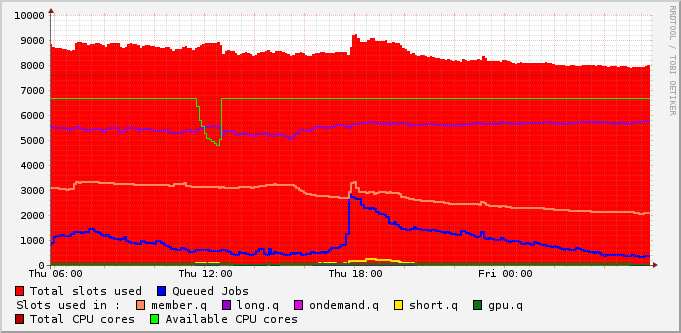 10000
9000
8000
7000
6000
5000
4000
3000
2000
1000
0
Thu 06:00 Thu 12:00 Thu 18:00 Fri 00:00
Total slots used Queued Jobs
Slots used in : member.q long.q ondemand.q short.q gpu.q
Total CPU cores Available CPU cores
RRDTOOL / TOBI OETIKER